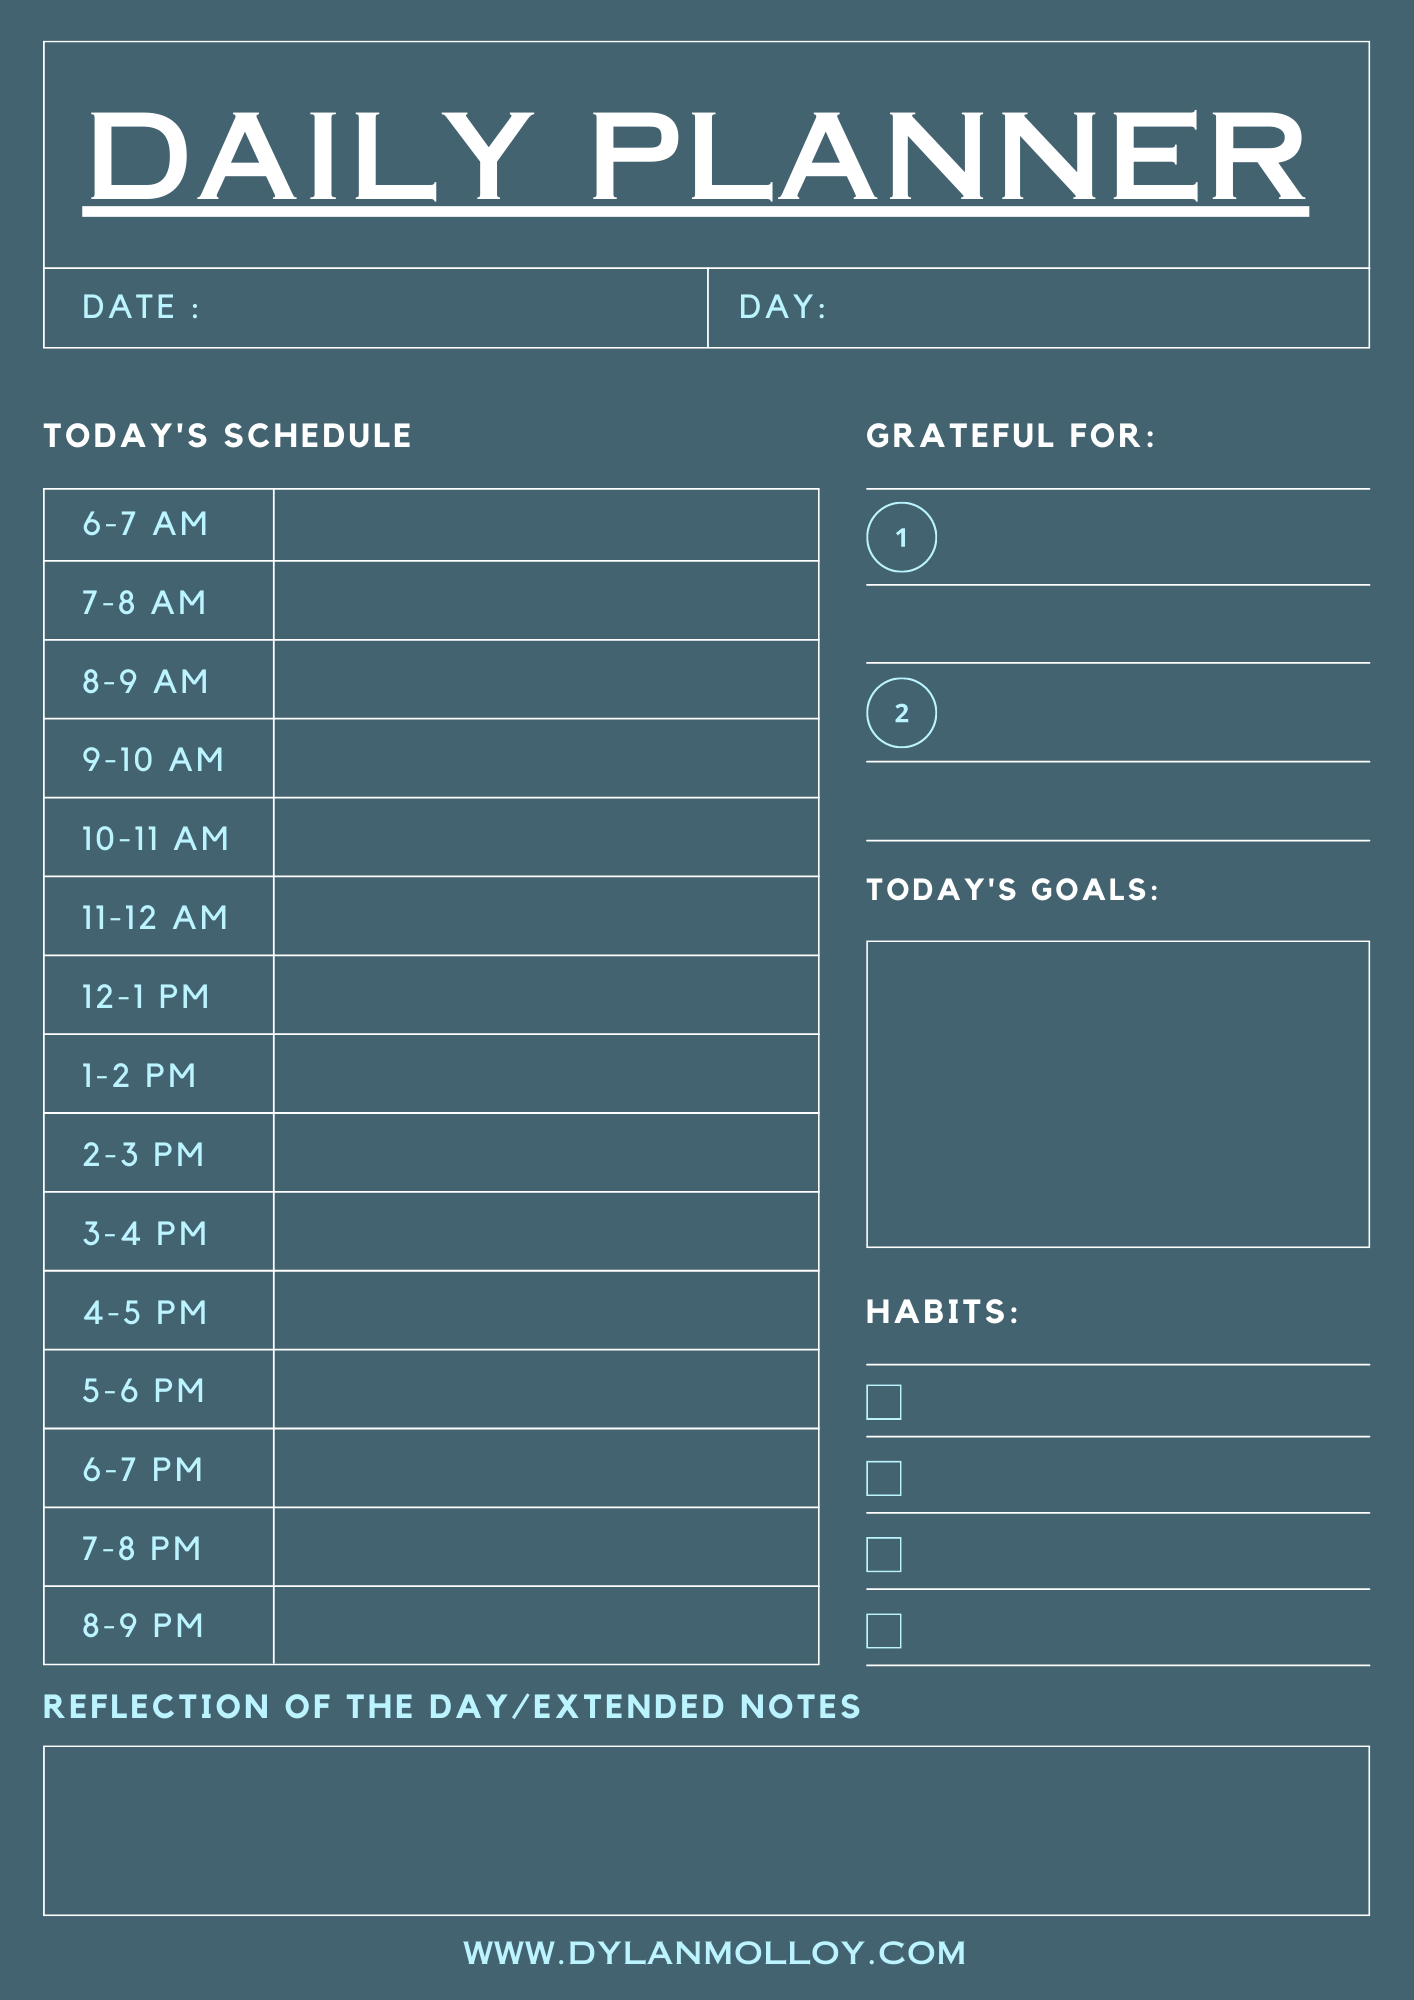 DAILY PLANNER
DATE :
DAY:
TODAY'S SCHEDULE
6-7 AM
7-8 AM
8-9 AM
9-10 AM
10-11 AM
11-12 AM
12-1 PM
1-2 PM
2-3 PM
3-4 PM
4-5 PM
5-6 PM
6-7 PM
7-8 PM
8-9 PM
GRATEFUL FOR:
1
2
TODAY'S GOALS:
HABITS:
REFLECTION OF THE DAY/EXTENDED NOTES
WWW.DYLANMOLLOY.COM